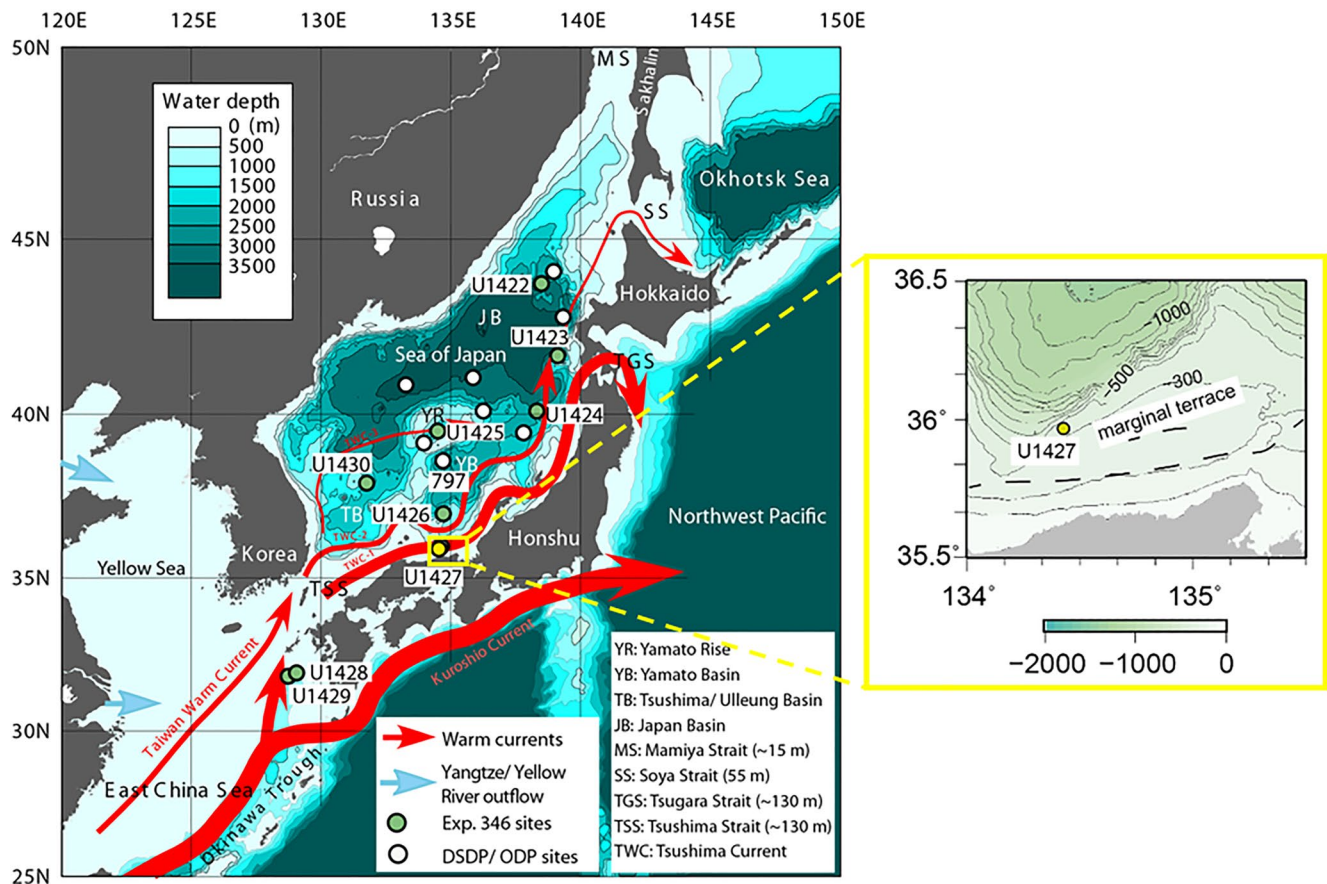 120E 125E 130E 135E 140E 145E 150E
50N
45N
40N
35N
30N
25N
Water depth
0 (m)
500
1000
1500
2000
2500
3000
3500
MS
Sakhalin
Okhotsk Sea
Russia
SS
U1422
Hokkaido
JB
U1423
Sea of Japan
TGS
YR
U1424
TWC-3
U1425
U1430
YB
797
TB
U1426
Northwest Pacific
TWC-2
Honshu
Korea
TWC-1
Yellow Sea
U1427
TSS
Kuroshio Current
Taiwan Warm Current
U1428
U1429
East China Sea
Okinawa Trough.
Warm currents
Yangtze/ Yellow
River outflow
Exp. 346 sites
DSDP/ ODP sites
YR: Yamato Rise
YB: Yamato Basin
TB: Tsushima/ Ulleung Basin
JB: Japan Basin
MS: Mamiya Strait (~15 m)
SS: Soya Strait (55 m)
TGS: Tsugara Strait (~130 m)
TSS: Tsushima Strait (~130 m)
TWC: Tsushima Current
36.5
36°
35.5°
134°
135°
-1000
-500
-300
marginal terrace
U1427
−2000 −1000 0